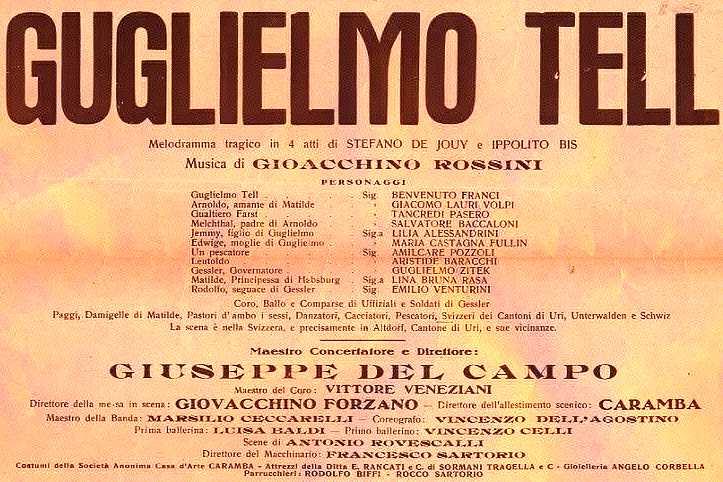 GUGLIELMO TELL
Melodramma tragico in 4 atti di STEFANO DE JOUY e IPPOLITO BIS
Musica di GIOACCHINO ROSSINI
PERSONAGGI
Guglielmo Tell . . . . . Sig. BENVENUTO FRANCI
Arnoldo, amante di Matilde . . » GIACOMO LAURI VOLPI
Gualtiero Farst . . . . . » TANCREDI PASERO
Melchthal, padre di Arnoldo . . » SALVATORE BACCALONI
Jemmy, figlio di Guglielmo . . Sig.a LILIA ALESSANDRINI
Edwige, moglie di Guglielmo . . » MARIA CASTAGNA FULLIN
Un pescatore . . . . . Sig. AMILCARE POZZOLI
Leutoldo . . . . . » ARISTIDE BARACCHI
Gessler, Governatore . . . » GUGLIELMO ZITEK
Matilde, Principessa di Habsburg . Sig.a LINA BRUNA RASA
Rodolfo, seguace di Gessler . . Sig. EMILIO VENTURINI
Coro, Ballo e Comparse di Uffiziali e Soldati di Gessler
Paggi, Damigelle di Matilde, Pastori d'ambo i sessi, Danzatori, Cacciatori, Pescatori, Svizzeri dei Cantoni di Uri, Unterwalden e Schwiz
La scena è nella Svizzera, e precisamente in Altdorf, Cantone di Uri, e sue vicinanze.
Maestro Concertatore e Direttore:
GIUSEPPE DEL CAMPO
Maestro del Coro: VITTORE VENEZIANI
Direttore della messa in scena: GIOVACCHINO FORZANO — Direttore dell'allestimento scenico: CARAMBA
Maestro della Banda: MARSILIO CECCARELLI — Coreografo: VINCENZO DELL'AGOSTINO
Prima ballerina: LUISA BALDI — Primo ballerino: VINCENZO CELLI
Scene di ANTONIO ROVESCALLI
Direttore del Macchinario: FRANCESCO SARTORIO
Costumi della Società Anonima Casa d'Arte CARAMBA - Attrezzi della Ditta E. RANCATI e C. di SORMANI TRAGELLA e C - Gioielleria ANGELO CORBELLA
Parrucchieri: RODOLFO BIFFI - ROCCO SARTORIO